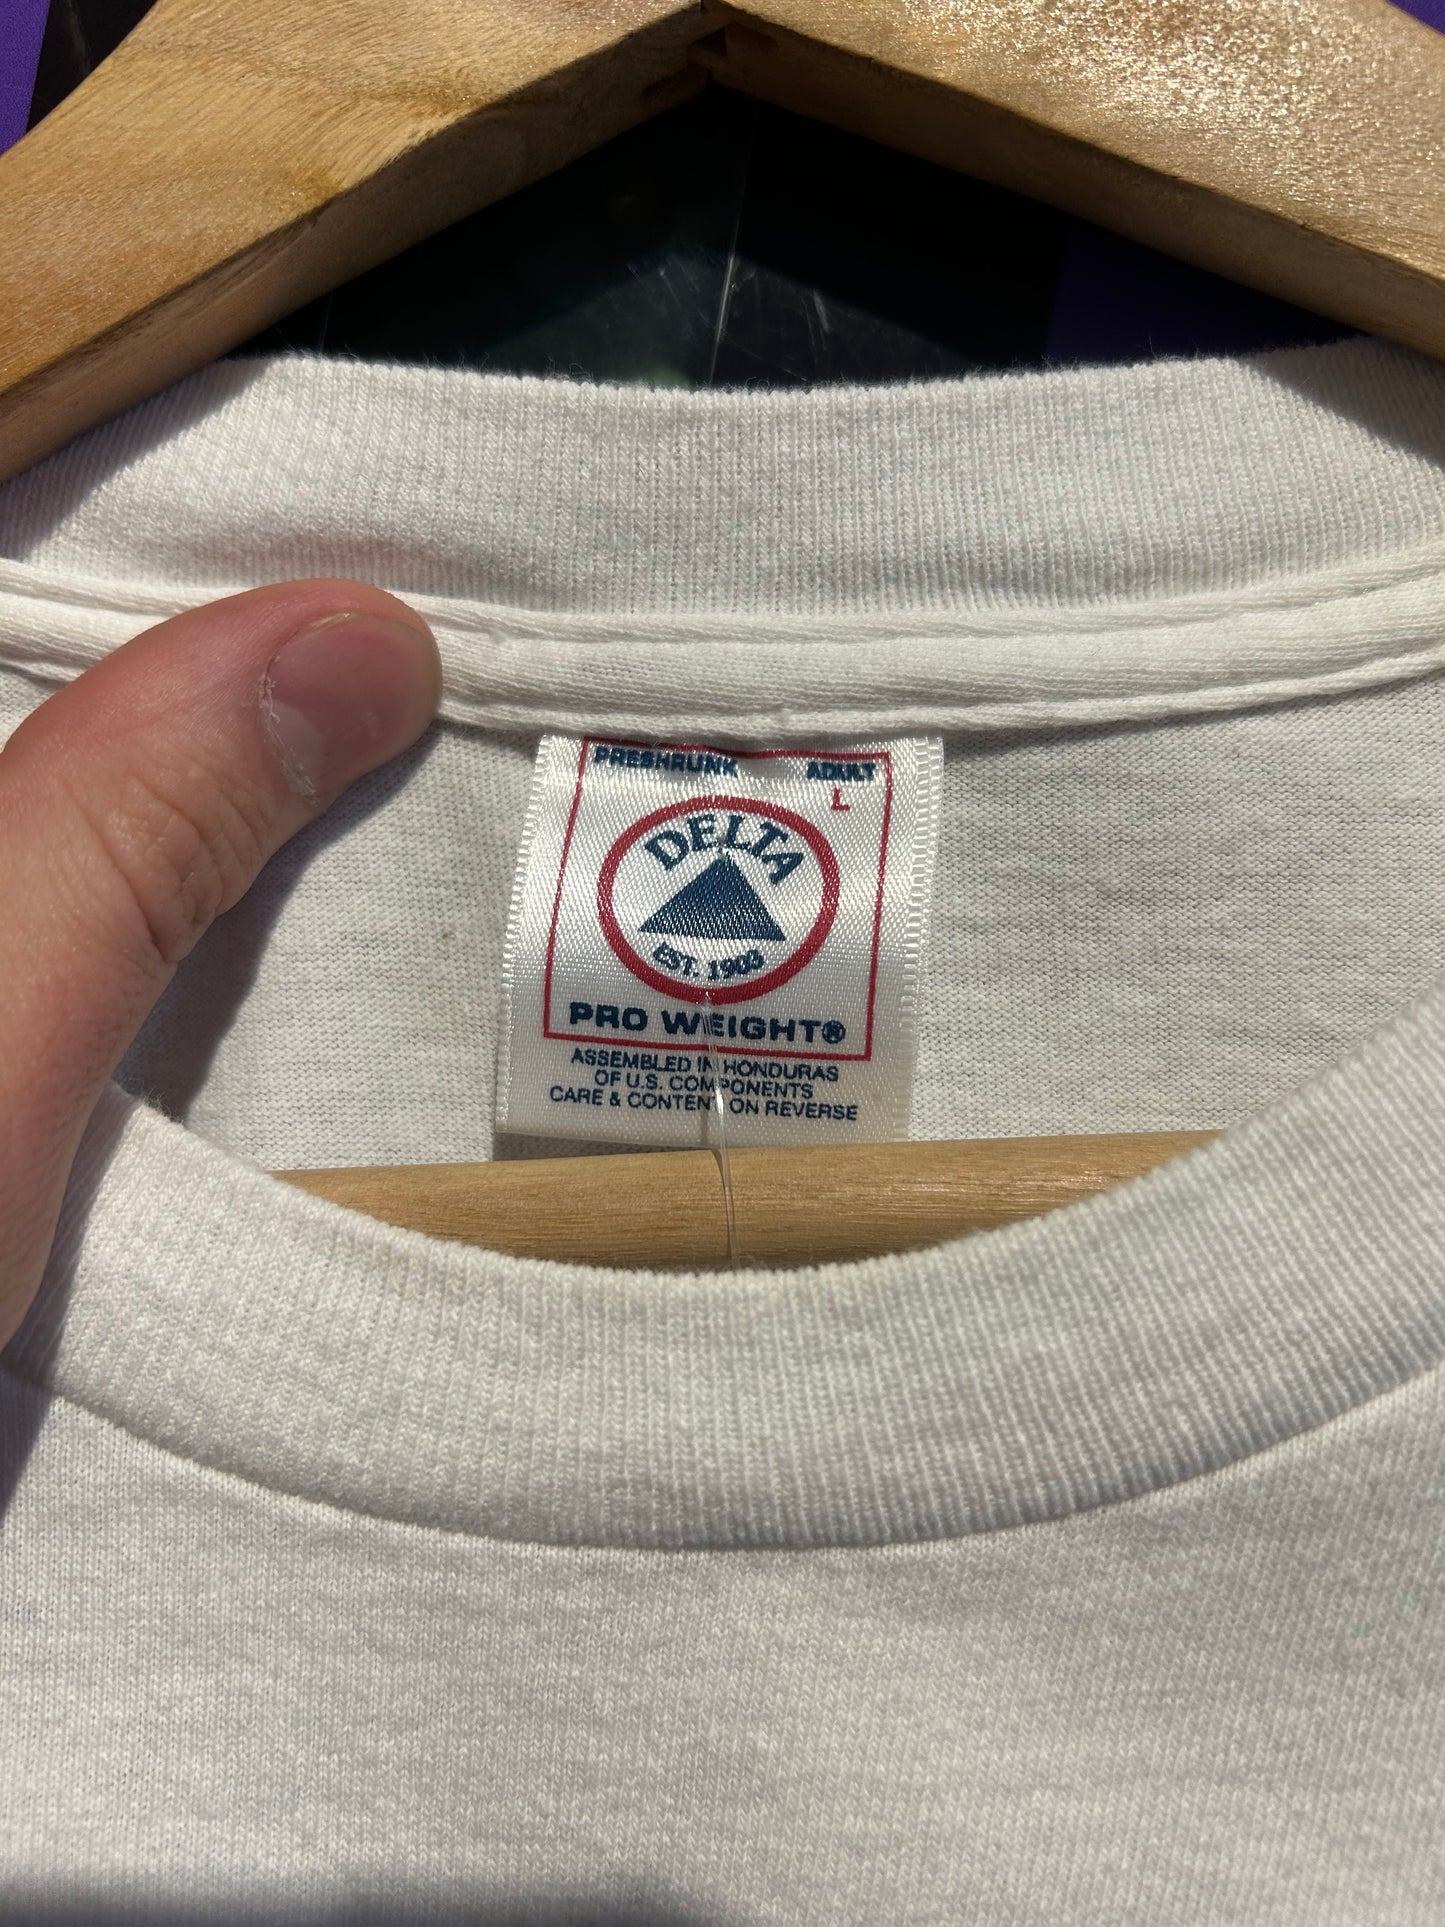 PRESHRUNK ADULT
L
DELTA
EST. 1903
PRO WEIGHT®
ASSEMBLED IN HONDURAS
OF U.S. COMPONENTS
CARE & CONTENT ON REVERSE